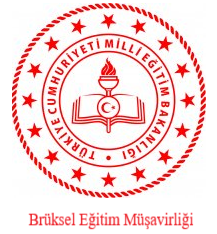 TÜRKİYE CUMHURİYETİ MİLLÎ EĞİTİM BAKANLIĞI
Brüksel Eğitim Müşavirliği